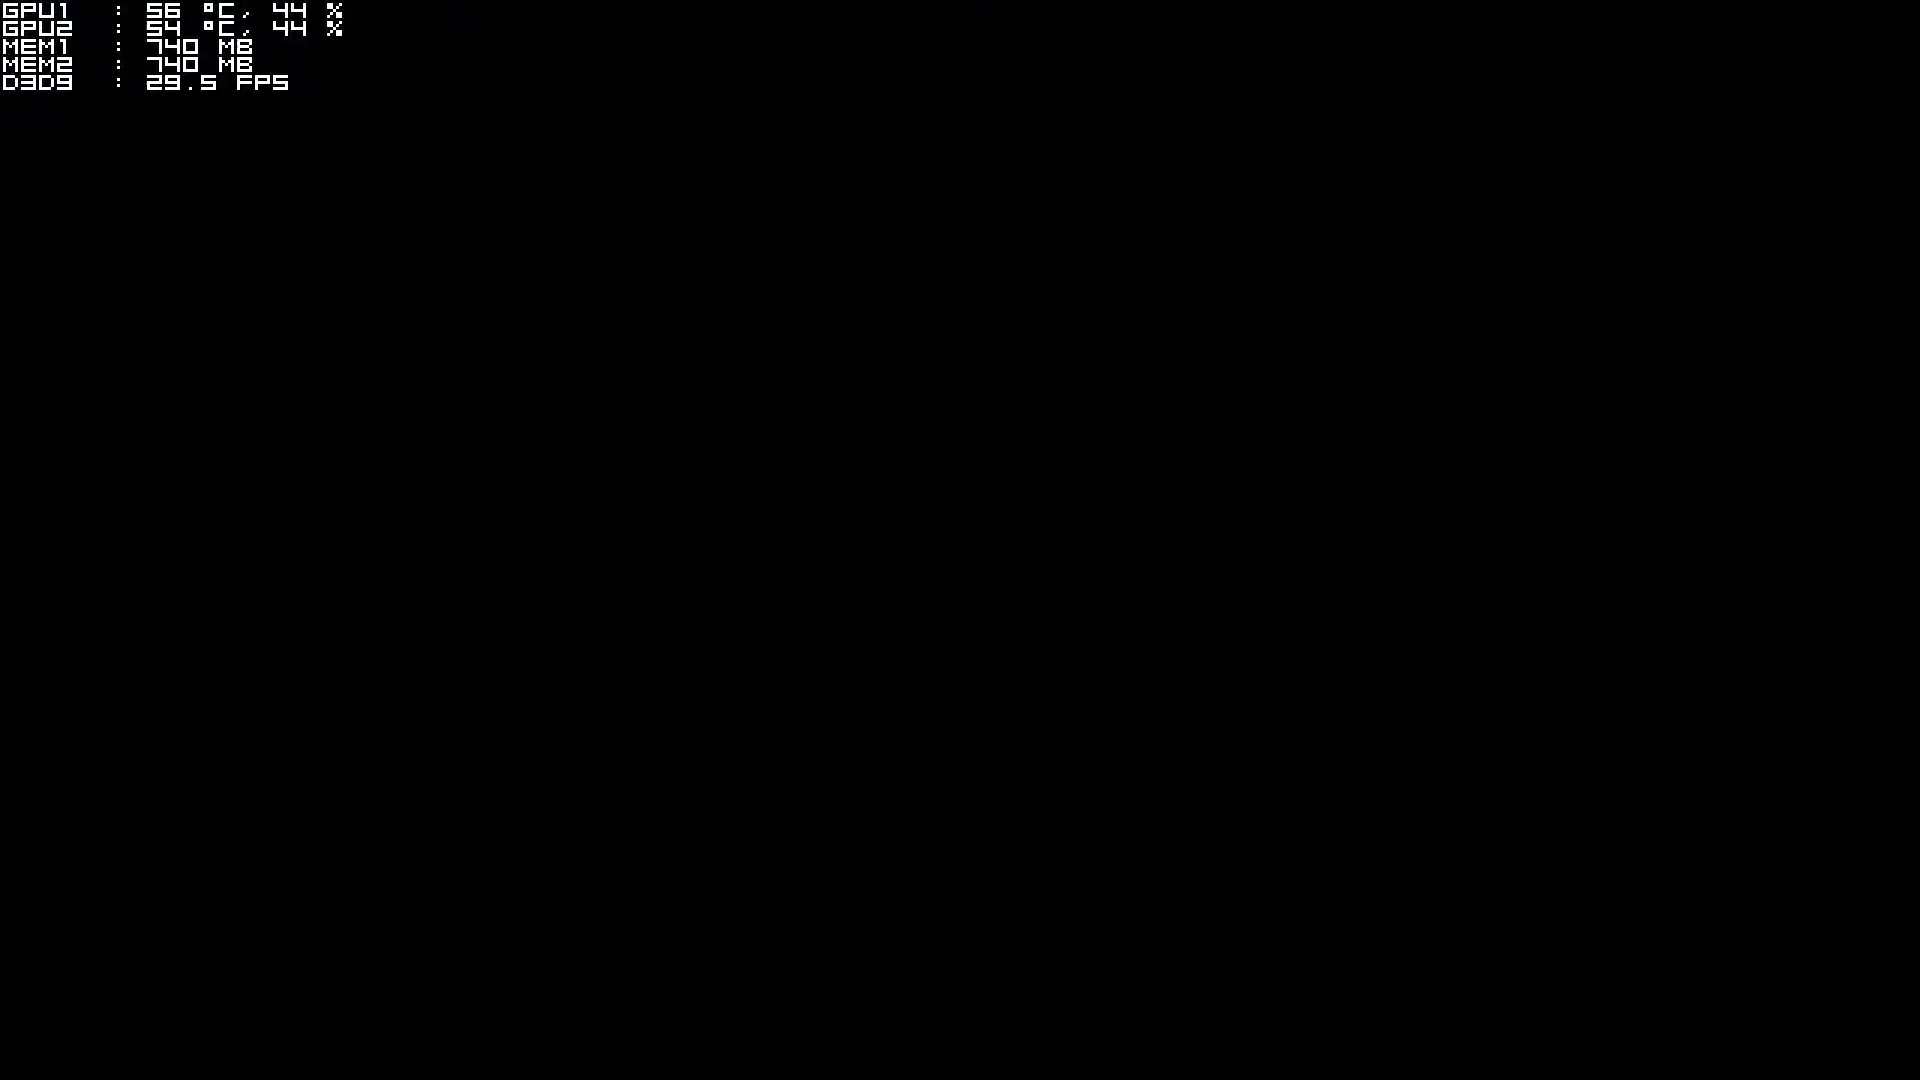 GPU1 : 56 °C, 44 %
GPU2 : 54 °C, 44 %
MEM1 : 740 MB
MEM2 : 740 MB
D3D9 : 29.5 FPS